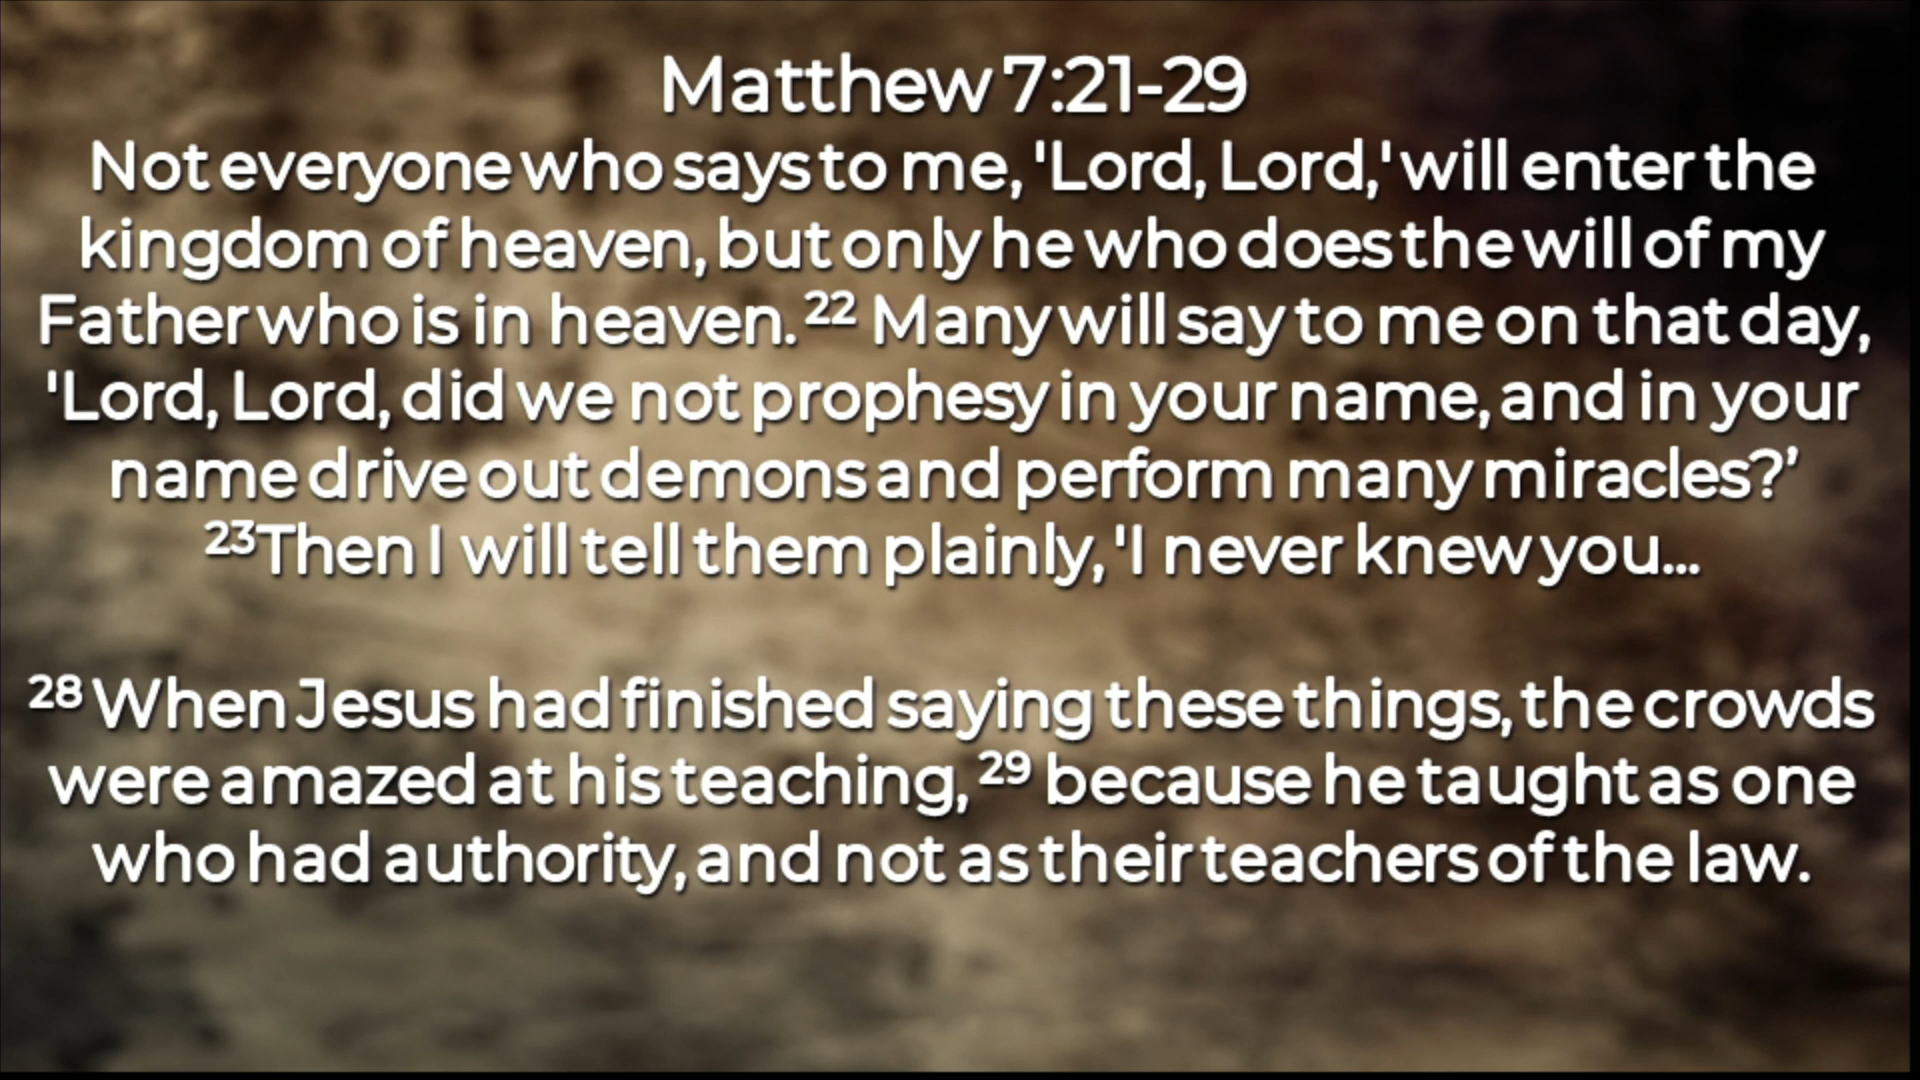 Matthew 7:21-29
Not everyone who says to me, 'Lord, Lord,' will enter the
kingdom of heaven, but only he who does the will of my
Father who is in heaven. ²² Many will say to me on that day,
'Lord, Lord, did we not prophesy in your name, and in your
name drive out demons and perform many miracles?’
²³Then I will tell them plainly, 'I never knew you...
²⁸ When Jesus had finished saying these things, the crowds
were amazed at his teaching, ²⁹ because he taught as one
who had authority, and not as their teachers of the law.